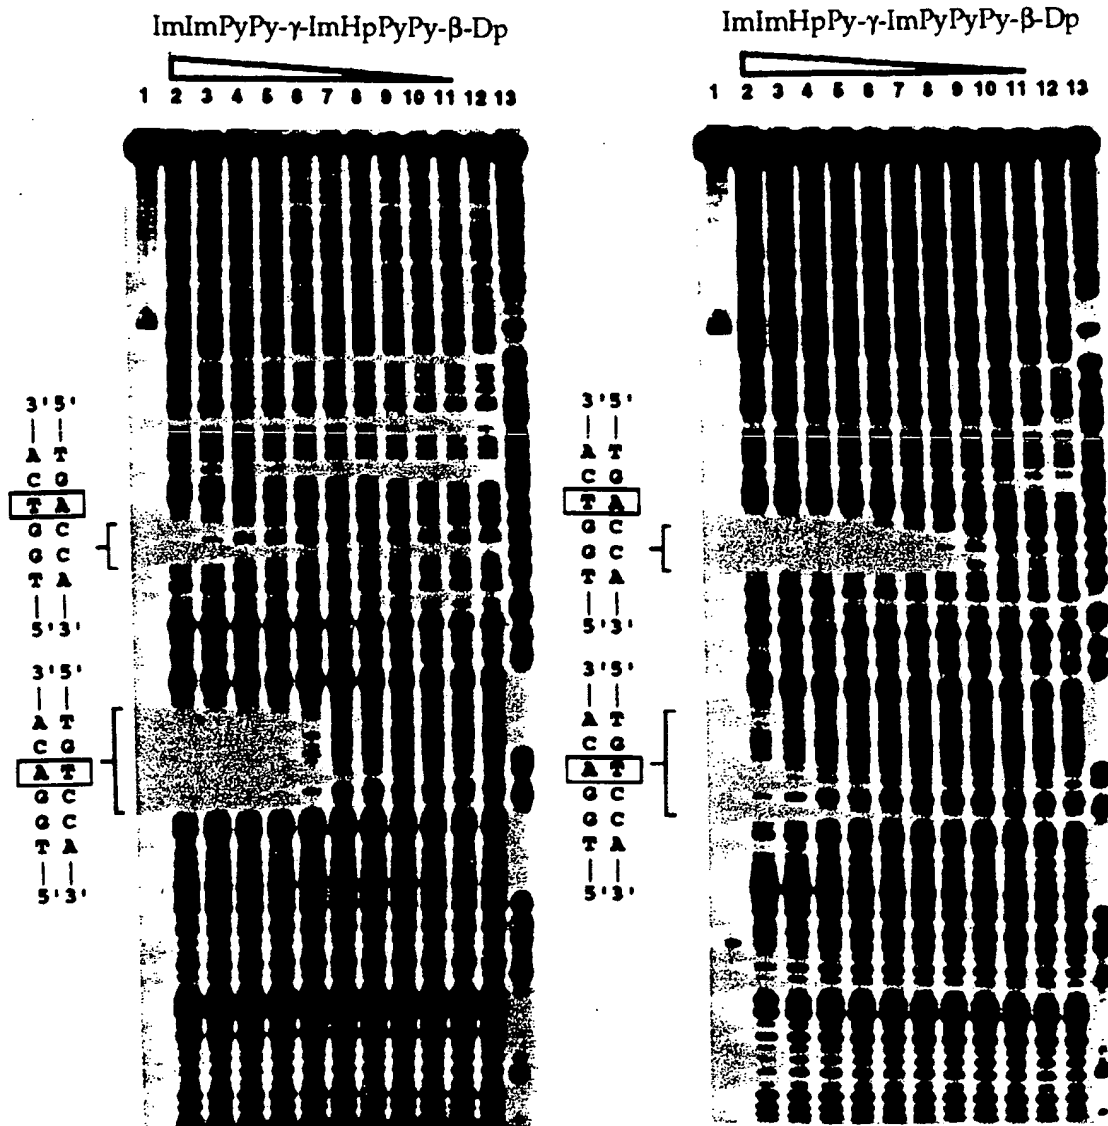 ImImPyPy-γ-ImHpPyPy-β-Dp
1 2 3 4 5 6 7 8 9 10 11 12 13
3'5'
A T
C G
T A
G C
G C
T A
5'3'
3'5'
A T
C G
A T
G C
G C
T A
5'3'
ImImHpPy-γ-ImPyPyPy-β-Dp
1 2 3 4 5 6 7 8 9 10 11 12 13
3'5'
A T
C G
T A
G C
G C
T A
5'3'
3'5'
A T
C G
A T
G C
G C
T A
5'3'